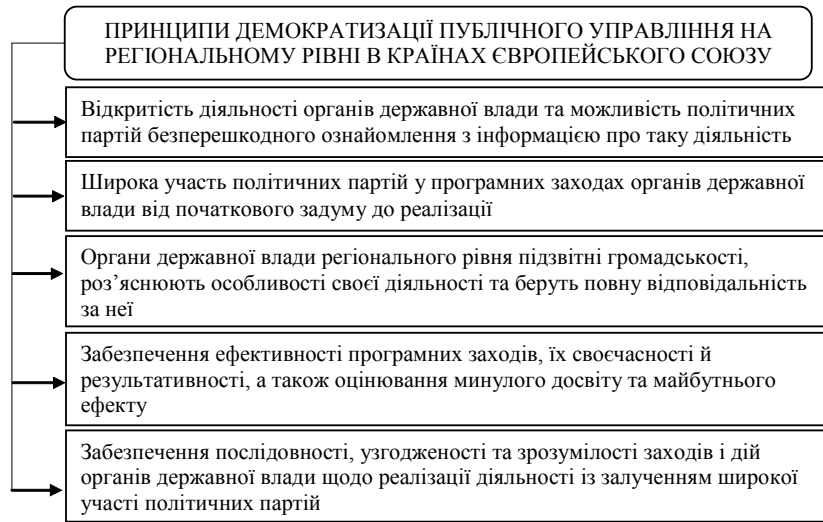 ПРИНЦИПИ ДЕМОКРАТИЗАЦІЇ ПУБЛІЧНОГО УПРАВЛІННЯ НА
РЕГІОНАЛЬНОМУ РІВНІ В КРАЇНАХ ЄВРОПЕЙСЬКОГО СОЮЗУ
Відкритість діяльності органів державної влади та можливість політичних
партій безперешкодного ознайомлення з інформацією про таку діяльність
Широка участь політичних партій у програмних заходах органів державної
влади від початкового задуму до реалізації
Органи державної влади регіонального рівня підзвітні громадськості,
роз’яснюють особливості своєї діяльності та беруть повну відповідальність
за неї
Забезпечення ефективності програмних заходів, їх своєчасності й
результативності, а також оцінювання минулого досвіту та майбутнього
ефекту
Забезпечення послідовності, узгодженості та зрозумілості заходів і дій
органів державної влади щодо реалізації діяльності із залученням широкої
участі політичних партій